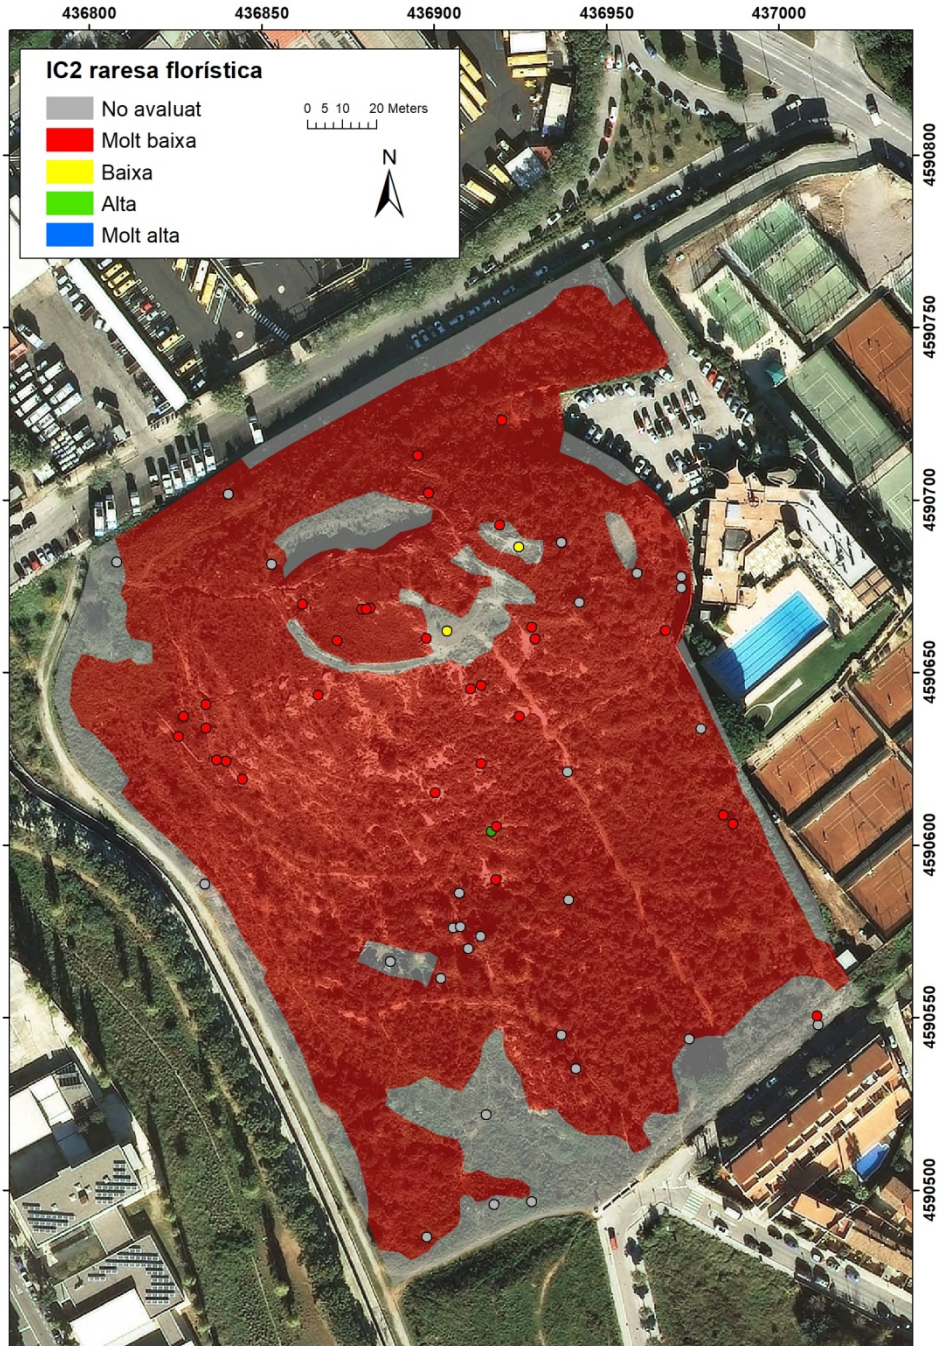 436800 436850 436900 436950 437000
IC2 raresa florística
No avaluat
Molt baixa
Baixa
Alta
Molt alta
0 5 10 20 Meters
N
4590800
4590750
4590700
4590650
4590600
4590550
4590500